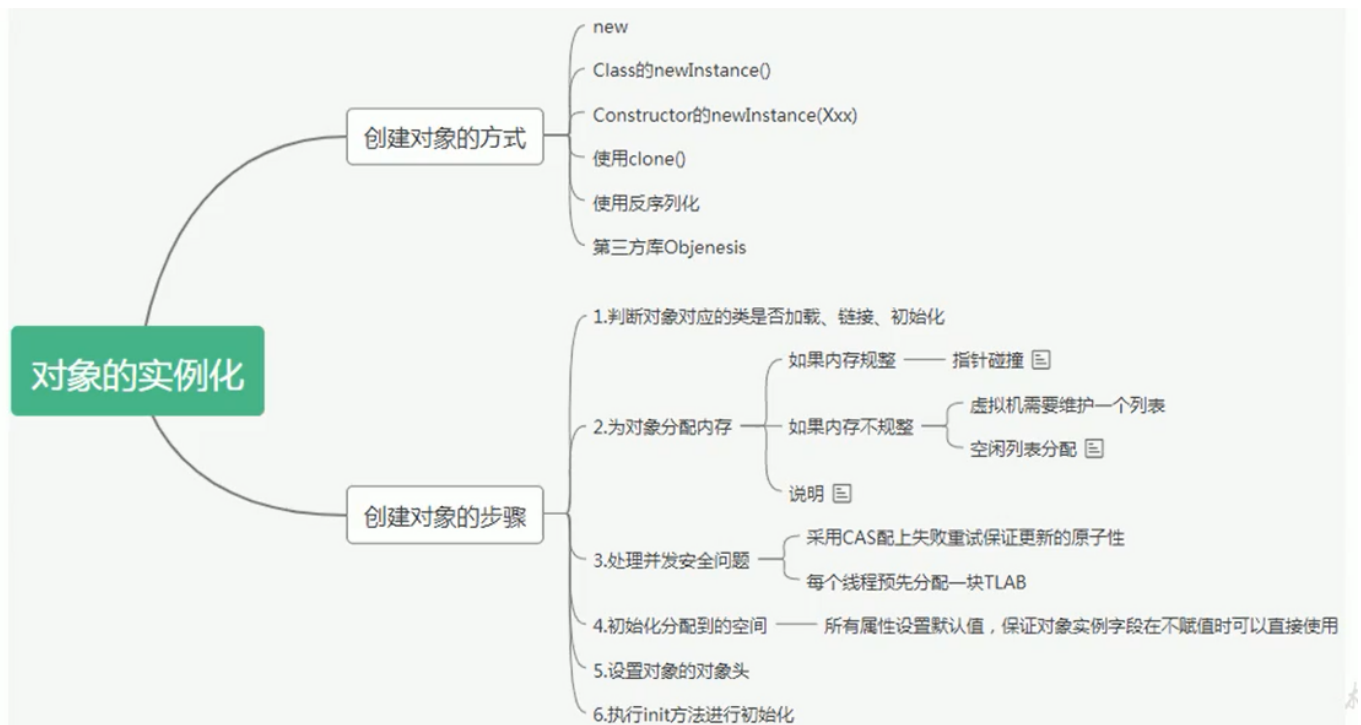 对象的实例化
创建对象的方式
new
Class的newInstance()
Constructor的newInstance(Xxx)
使用clone()
使用反序列化
第三方库Objenesis
创建对象的步骤
1.判断对象对应的类是否加载、链接、初始化
2.为对象分配内存
如果内存规整
指针碰撞
如果内存不规整
虚拟机需要维护一个列表
空闲列表分配
说明
3.处理并发安全问题
采用CAS配上失败重试保证更新的原子性
每个线程预先分配一块TLAB
4.初始化分配到的空间
所有属性设置默认值，保证对象实例字段在不赋值时可以直接使用
5.设置对象的对象头
6.执行init方法进行初始化